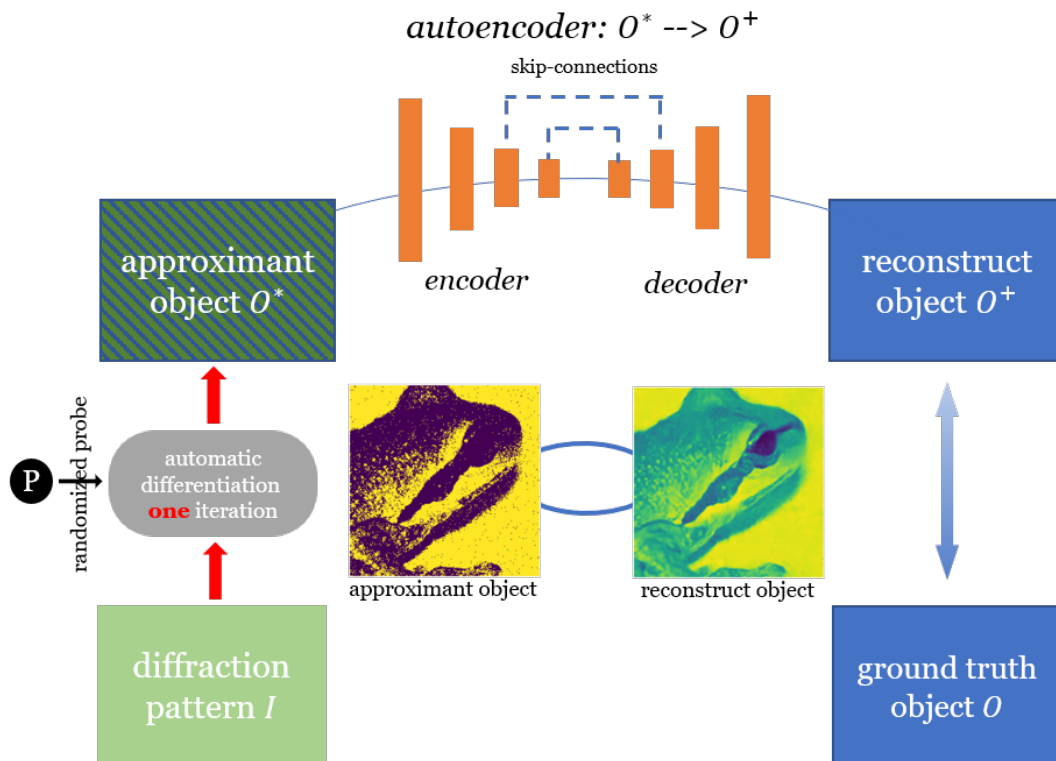 autoencoder: O* --> O⁺
skip-connections
encoder
decoder
approximant
object O*
reconstruct
object O⁺
randomized probe
P
automatic
differentiation
one iteration
approximant object
reconstruct object
diffraction
pattern I
ground truth
object O